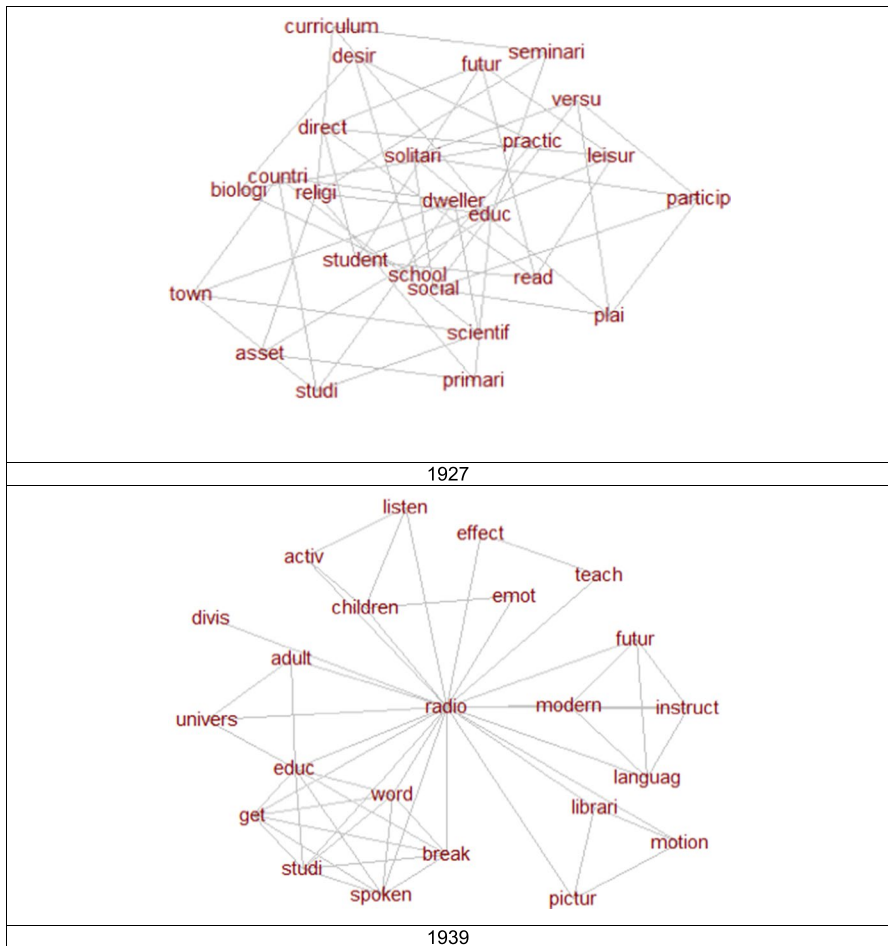 curriculum
seminari
desir
futur
versu
direct
practic
solitari
leisur
countri
biologi
religi
dweller
particip
educ
student
school
read
social
town
plai
scientif
asset
primari
studi
1927
listen
effect
activ
teach
emot
children
divis
futur
adult
radio
modern
instruct
univers
educ
languag
word
librari
get
motion
break
studi
spoken
pictur
1939